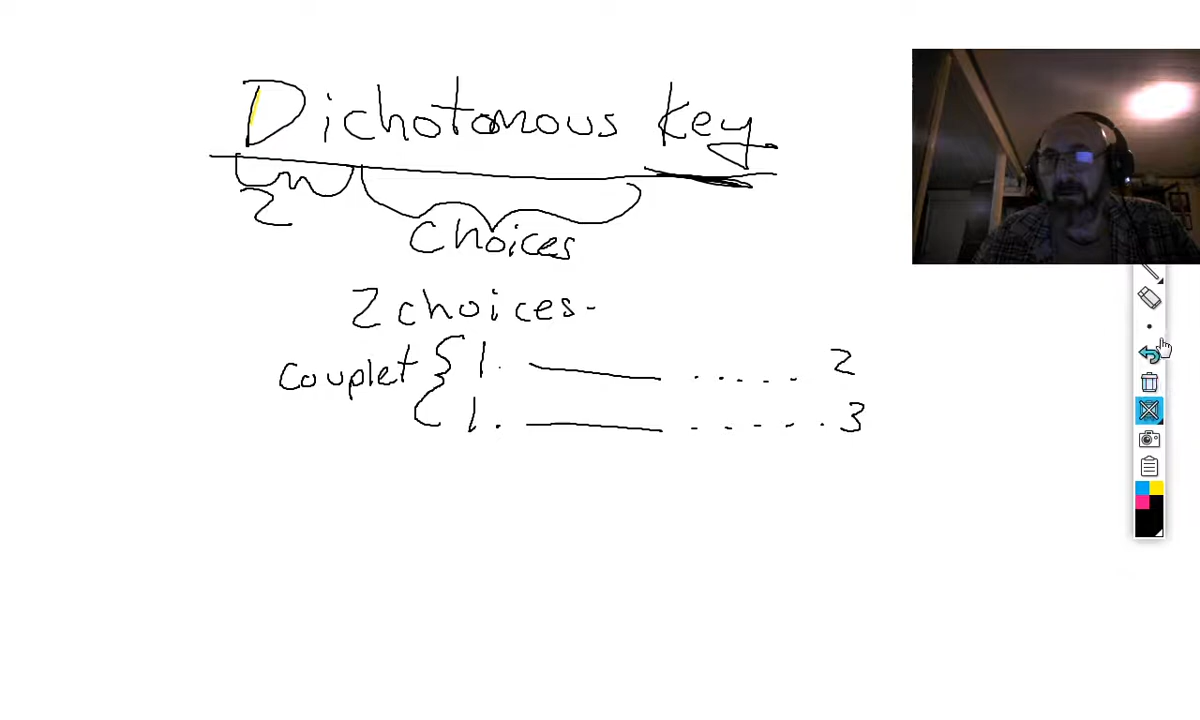 Dichotomous Key
2
Choices
2 choices-
Couplet { 1. ______ ..... 2
1. ______ ..... 3